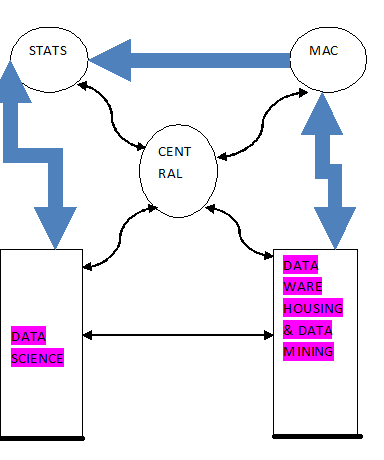 STATS
MAC
CENT
RAL
DATA
SCIENCE
DATA
WARE
HOUSING
& DATA
MINING